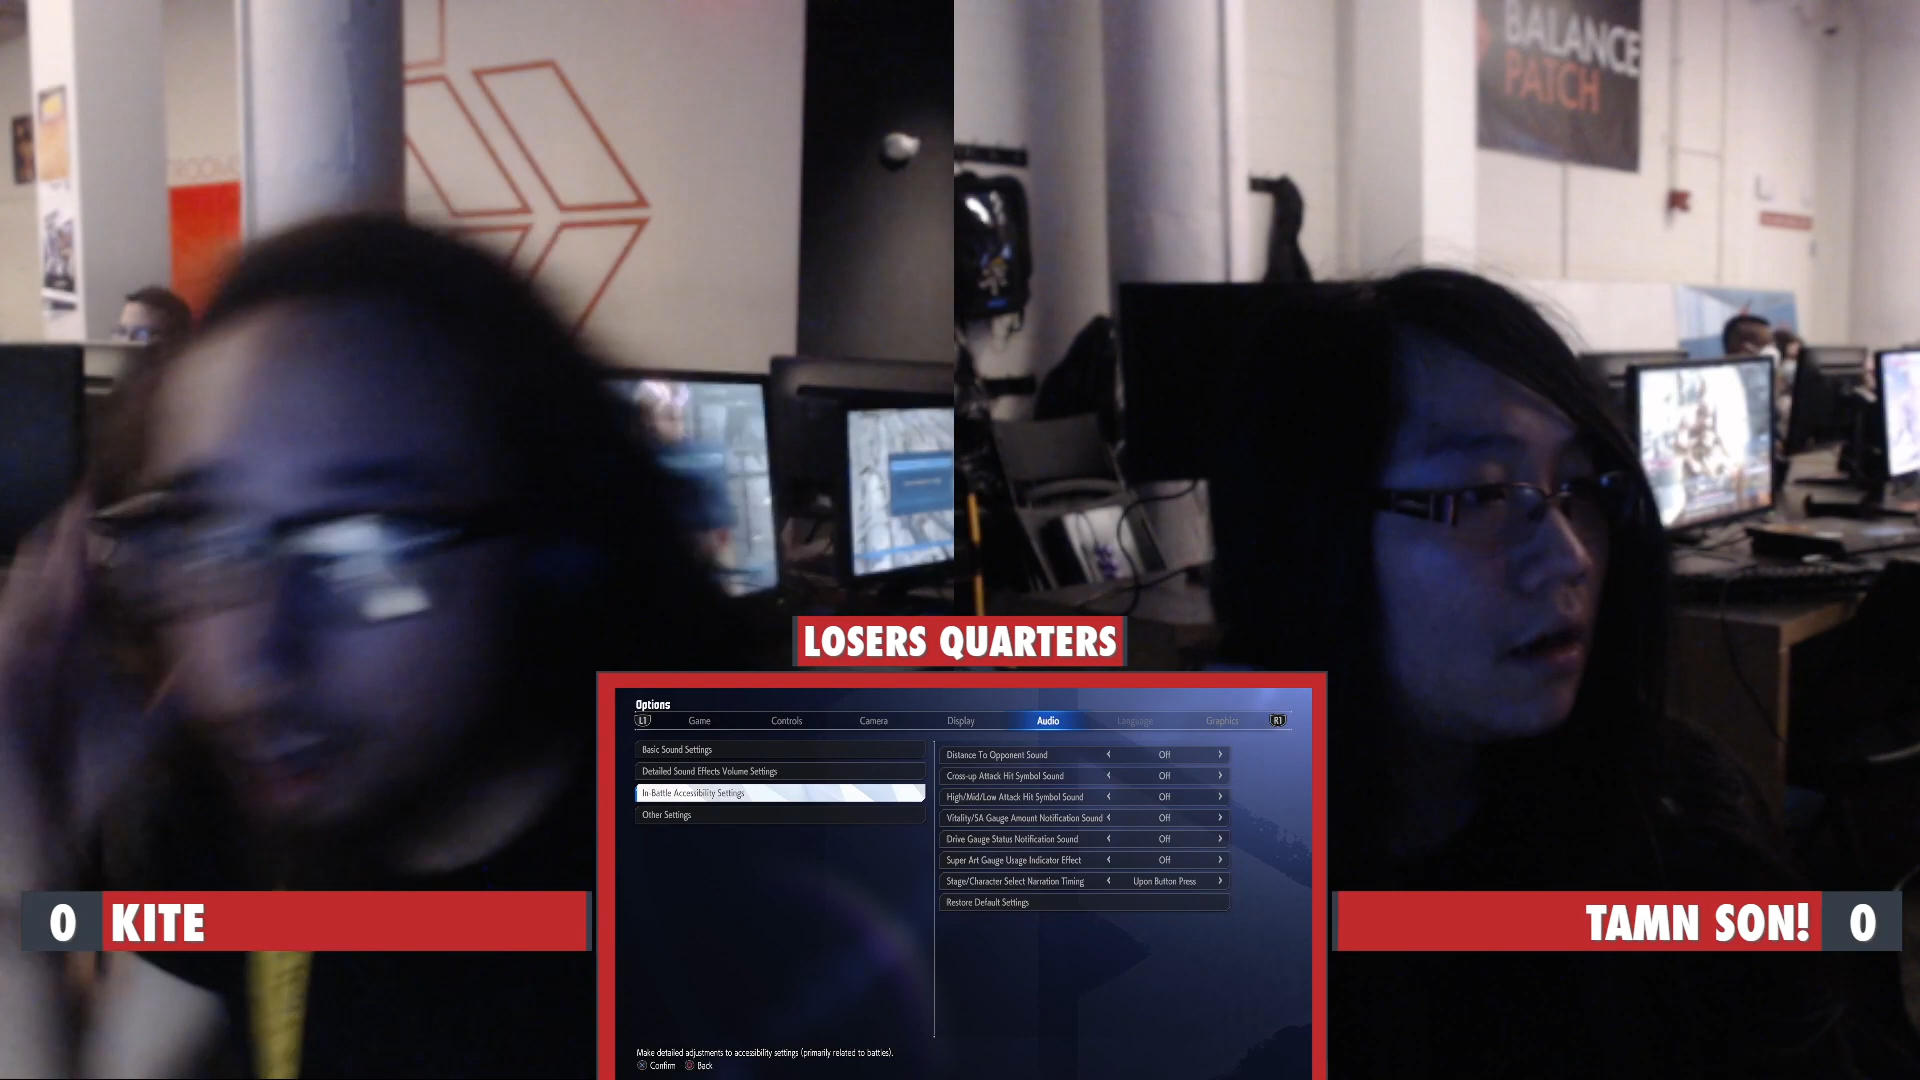 BALANCE
PATCH
LOSERS QUARTERS
Options
L1
Game
Controls
Camera
Display
Audio
Language
Graphics
R1
Basic Sound Settings
Detailed Sound Effects Volume Settings
In-Battle Accessibility Settings
Other Settings
Distance To Opponent Sound Off
Cross-up Attack Hit Symbol Sound Off
High/Mid/Low Attack Hit Symbol Sound Off
Vitality/SA Gauge Amount Notification Sound Off
Drive Gauge Status Notification Sound Off
Super Art Gauge Usage Indicator Effect Off
Stage/Character Select Narration Timing Upon Button Press
Restore Default Settings
0 KITE
TAMN SON! 0
Make detailed adjustments to accessibility settings (primarily related to battles).
Confirm Back